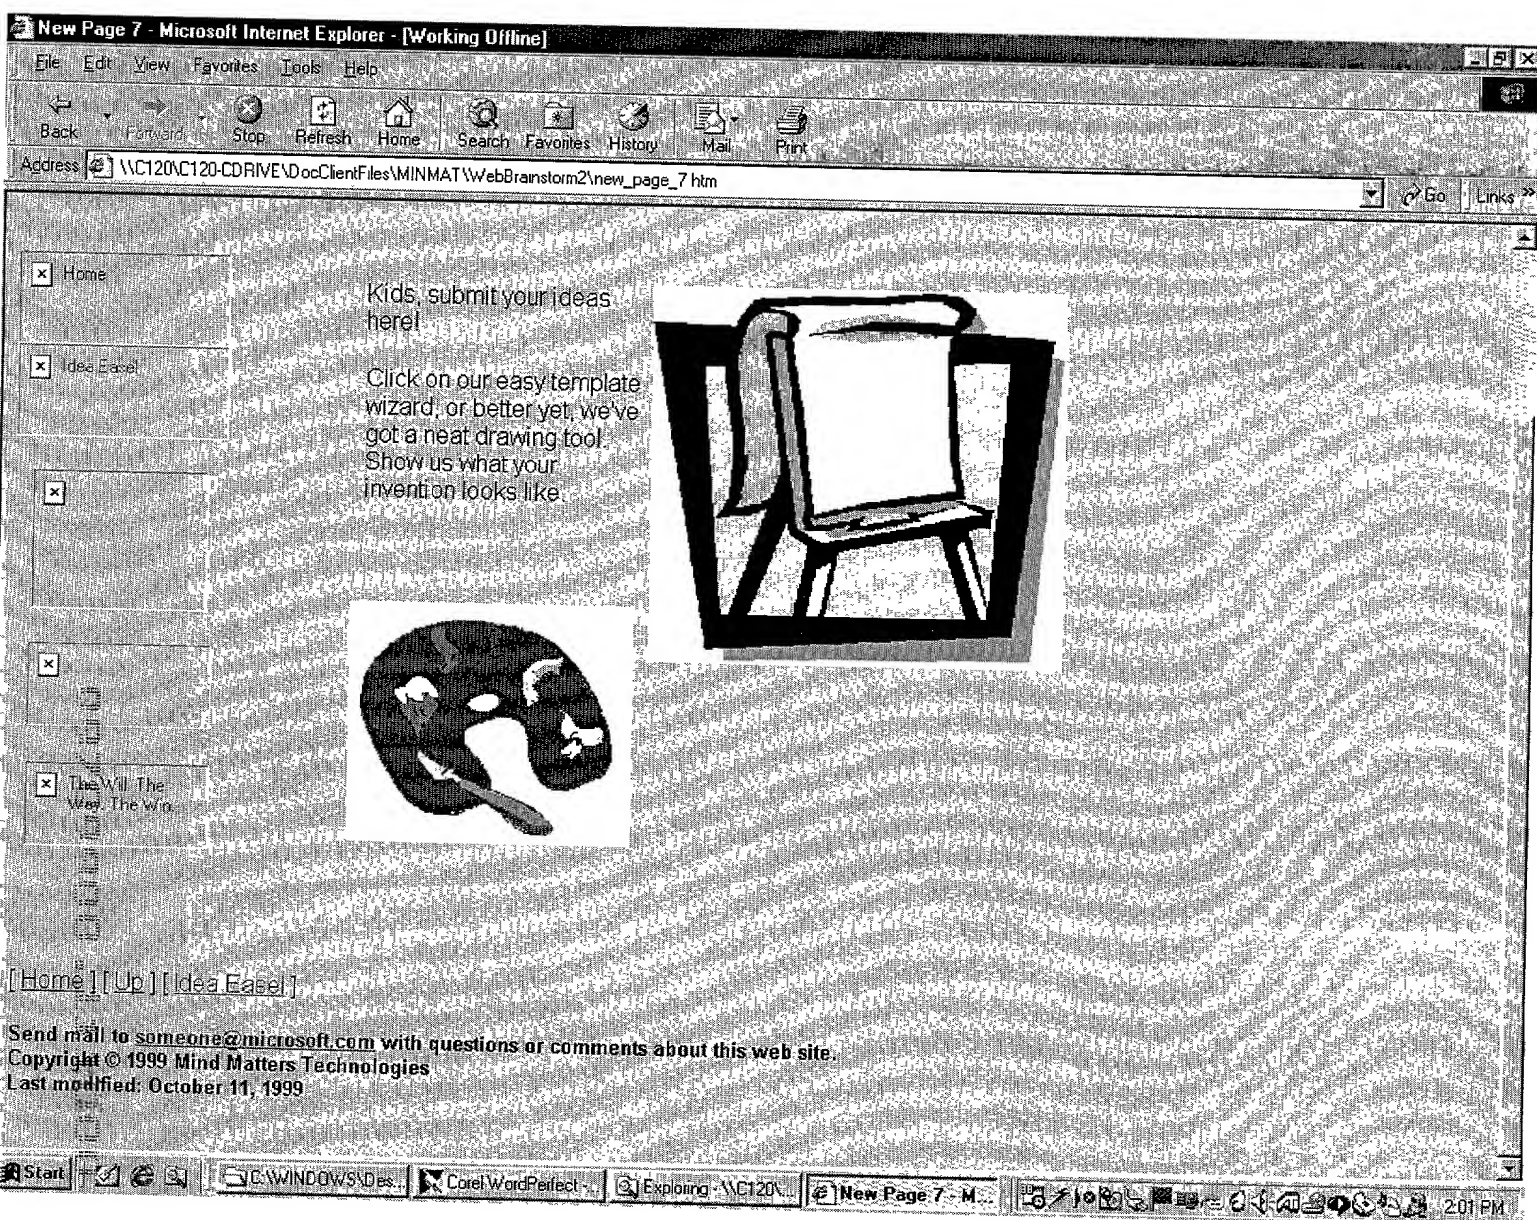 New Page 7 - Microsoft Internet Explorer - [Working Offline]
File Edit View Favorites Tools Help
Back Forward Stop Refresh Home Search Favorites History Mail Print
Address \\C120\C120-CDRIVE\DocClientFiles\MINMAT\WebBrainstorm2\new_page_7 htm Go Links »
Home
Idea Easel
Kids, submit your ideas
here!
Click on our easy template
wizard, or better yet, we've
got a neat drawing tool.
Show us what your
invention looks like.
The Will. The
Way. The Win.
[ Home ] [ Up ] [ Idea Easel ]
Send mail to someone@microsoft.com with questions or comments about this web site.
Copyright © 1999 Mind Matters Technologies
Last modified: October 11, 1999
Start C:\WINDOWS\Des... Corel WordPerfect -... Exploring - \\C120\... New Page 7 - M... 2:01 PM